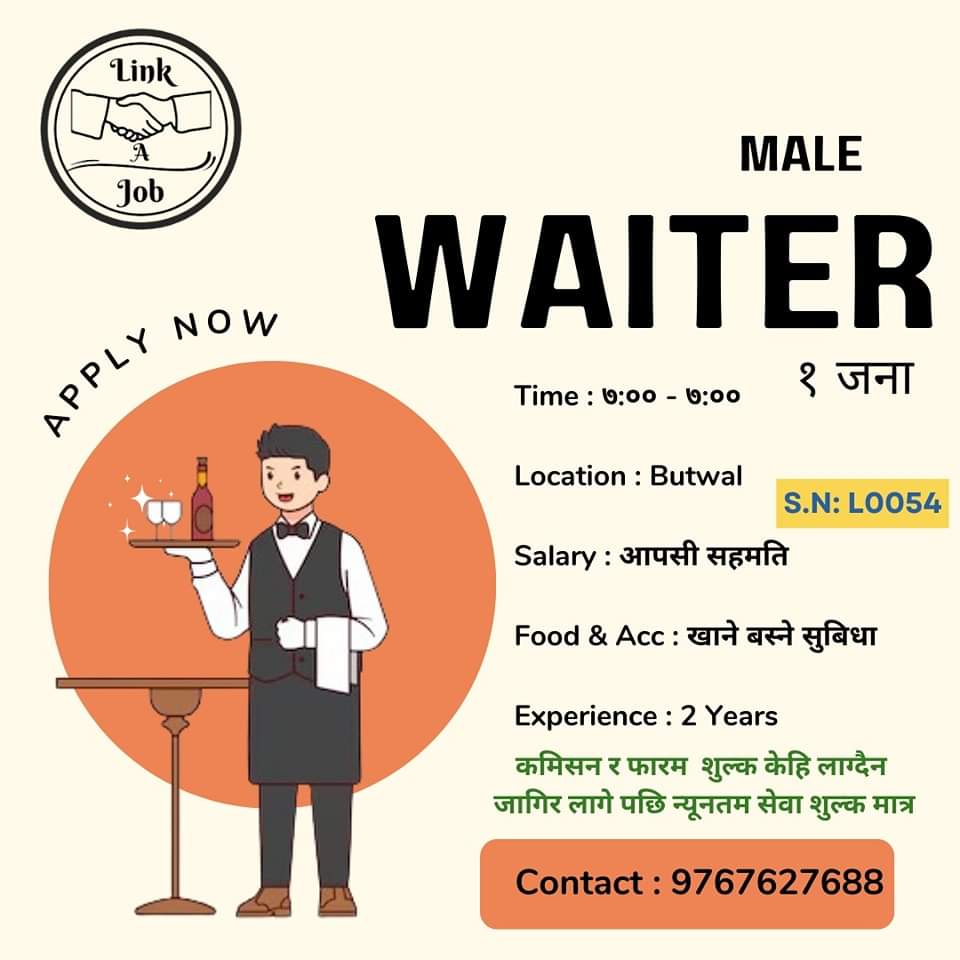 Link
A
Job
MALE
WAITER
१ जना
APPLY NOW
Time : ७:०० - ७:००
Location : Butwal
S.N: L0054
Salary : आपसी सहमति
Food & Acc : खाने बस्ने सुबिधा
Experience : 2 Years
कमिसन र फारम शुल्क केहि लाग्दैन
जागिर लागे पछि न्यूनतम सेवा शुल्क मात्र
Contact : 9767627688